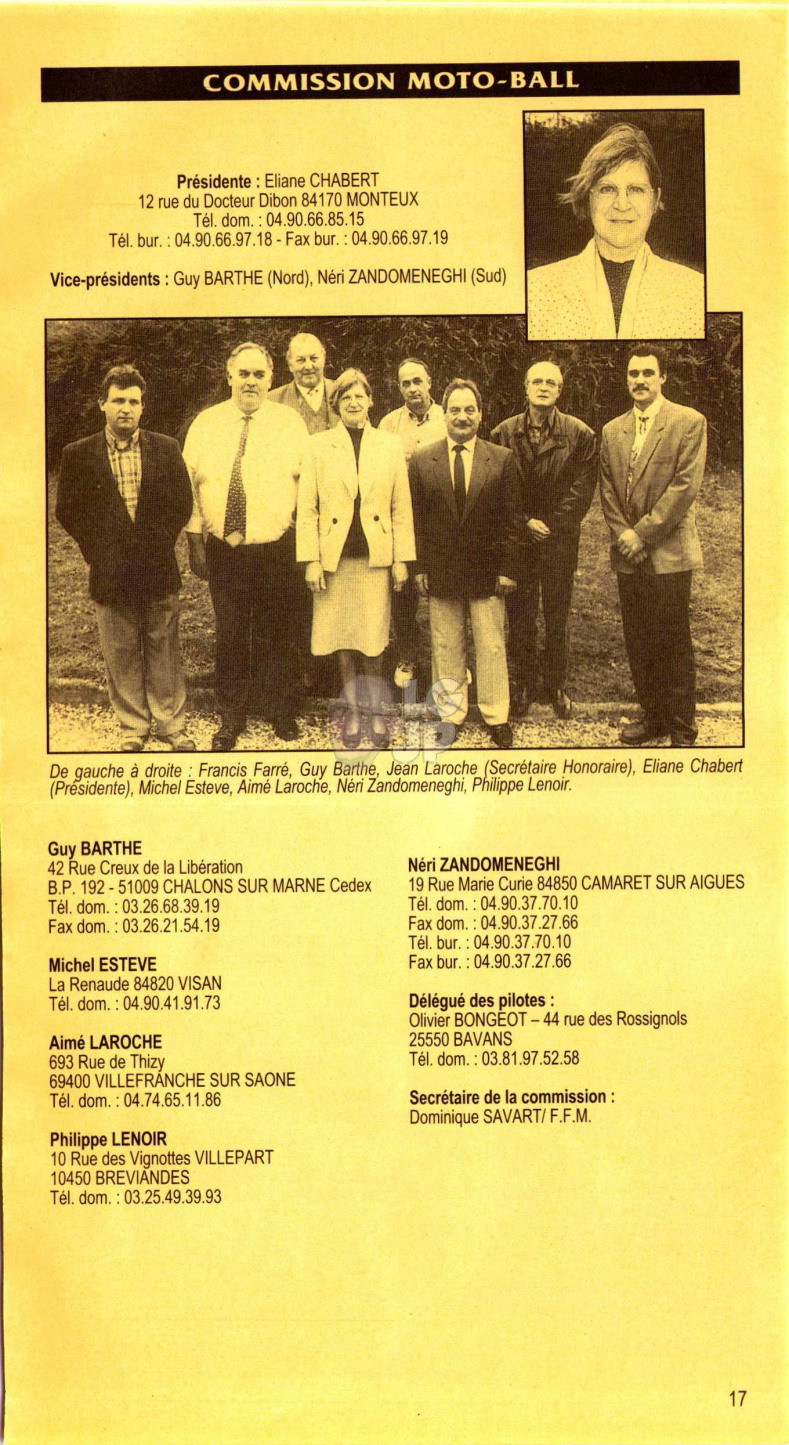 COMMISSION MOTO-BALL
Présidente : Eliane CHABERT
12 rue du Docteur Dibon 84170 MONTEUX
Tél. dom. : 04.90.66.85.15
Tél. bur. : 04.90.66.97.18 - Fax bur. : 04.90.66.97.19
Vice-présidents : Guy BARTHE (Nord), Néri ZANDOMENEGHI (Sud)
De gauche à droite : Francis Farré, Guy Barthe, Jean Laroche (Secrétaire Honoraire), Eliane Chabert
(Présidente), Michel Esteve, Aimé Laroche, Néri Zandomeneghi, Philippe Lenoir.
Guy BARTHE
42 Rue Creux de la Libération
B.P. 192 - 51009 CHALONS SUR MARNE Cedex
Tél. dom. : 03.26.68.39.19
Fax dom. : 03.26.21.54.19
Michel ESTEVE
La Renaude 84820 VISAN
Tél. dom. : 04.90.41.91.73
Aimé LAROCHE
693 Rue de Thizy
69400 VILLEFRANCHE SUR SAONE
Tél. dom. : 04.74.65.11.86
Philippe LENOIR
10 Rue des Vignottes VILLEPART
10450 BREVIANDES
Tél. dom. : 03.25.49.39.93
Néri ZANDOMENEGHI
19 Rue Marie Curie 84850 CAMARET SUR AIGUES
Tél. dom. : 04.90.37.70.10
Fax dom. : 04.90.37.27.66
Tél. bur. : 04.90.37.70.10
Fax bur. : 04.90.37.27.66
Délégué des pilotes :
Olivier BONGEOT – 44 rue des Rossignols
25550 BAVANS
Tél. dom. : 03.81.97.52.58
Secrétaire de la commission :
Dominique SAVART/ F.F.M.
17